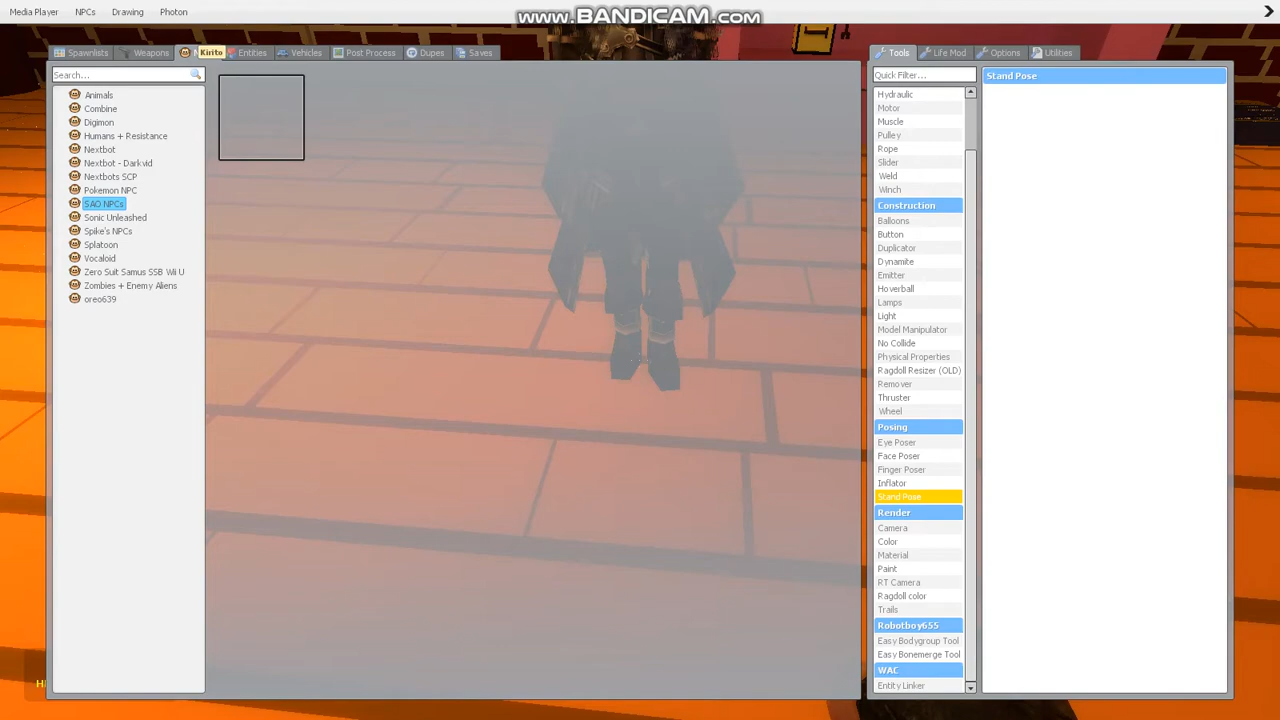 Media Player NPCs Drawing Photon
www.BANDICAM.com
Spawnlists Weapons N Kirito Entities Vehicles Post Process Dupes Saves
Tools Life Mod Options Utilities
Search...
Animals
Combine
Digimon
Humans + Resistance
Nextbot
Nextbot - Darkvid
Nextbots SCP
Pokemon NPC
SAO NPCs
Sonic Unleashed
Spike's NPCs
Splatoon
Vocaloid
Zero Suit Samus SSB Wii U
Zombies + Enemy Aliens
oreo639
Quick Filter...
Hydraulic
Motor
Muscle
Pulley
Rope
Slider
Weld
Winch
Construction
Balloons
Button
Duplicator
Dynamite
Emitter
Hoverball
Lamps
Light
Model Manipulator
No Collide
Physical Properties
Ragdoll Resizer (OLD)
Remover
Thruster
Wheel
Posing
Eye Poser
Face Poser
Finger Poser
Inflator
Stand Pose
Render
Camera
Color
Material
Paint
RT Camera
Ragdoll color
Trails
Robotboy655
Easy Bodygroup Tool
Easy Bonemerge Tool
WAC
Entity Linker
Stand Pose